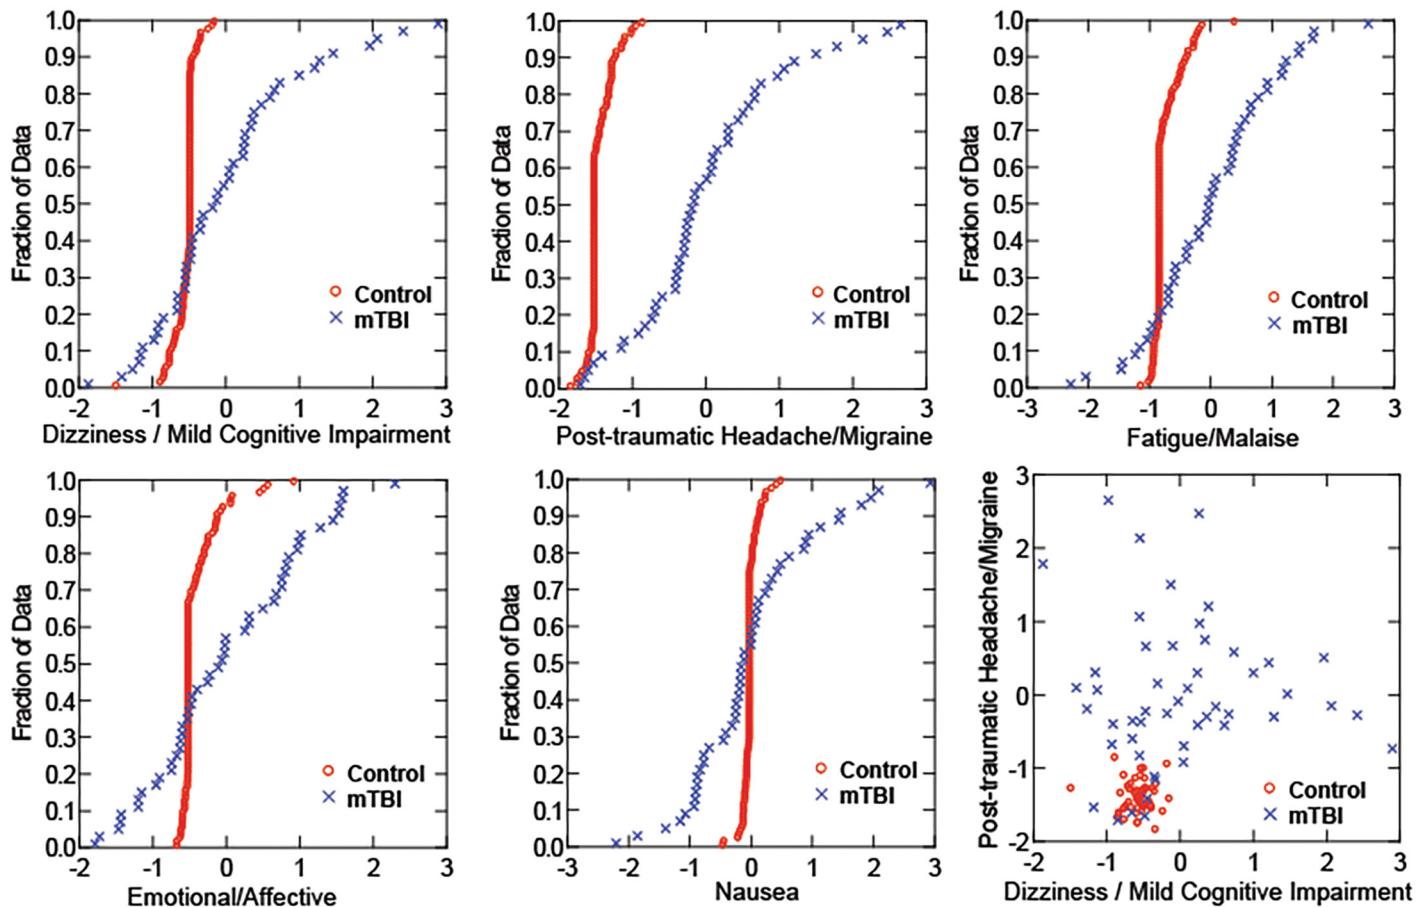 1.0
0.9
0.8
0.7
0.6
0.5
0.4
0.3
0.2
0.1
0.0
Fraction of Data
Control
mTBI
-2 -1 0 1 2 3
Dizziness / Mild Cognitive Impairment
1.0
0.9
0.8
0.7
0.6
0.5
0.4
0.3
0.2
0.1
0.0
Fraction of Data
Control
mTBI
-2 -1 0 1 2 3
Post-traumatic Headache/Migraine
1.0
0.9
0.8
0.7
0.6
0.5
0.4
0.3
0.2
0.1
0.0
Fraction of Data
Control
mTBI
-3 -2 -1 0 1 2 3
Fatigue/Malaise
1.0
0.9
0.8
0.7
0.6
0.5
0.4
0.3
0.2
0.1
0.0
Fraction of Data
Control
mTBI
-2 -1 0 1 2 3
Emotional/Affective
1.0
0.9
0.8
0.7
0.6
0.5
0.4
0.3
0.2
0.1
0.0
Fraction of Data
Control
mTBI
-3 -2 -1 0 1 2 3
Nausea
3
2
1
0
-1
-2
Post-traumatic Headache/Migraine
Control
mTBI
-2 -1 0 1 2 3
Dizziness / Mild Cognitive Impairment